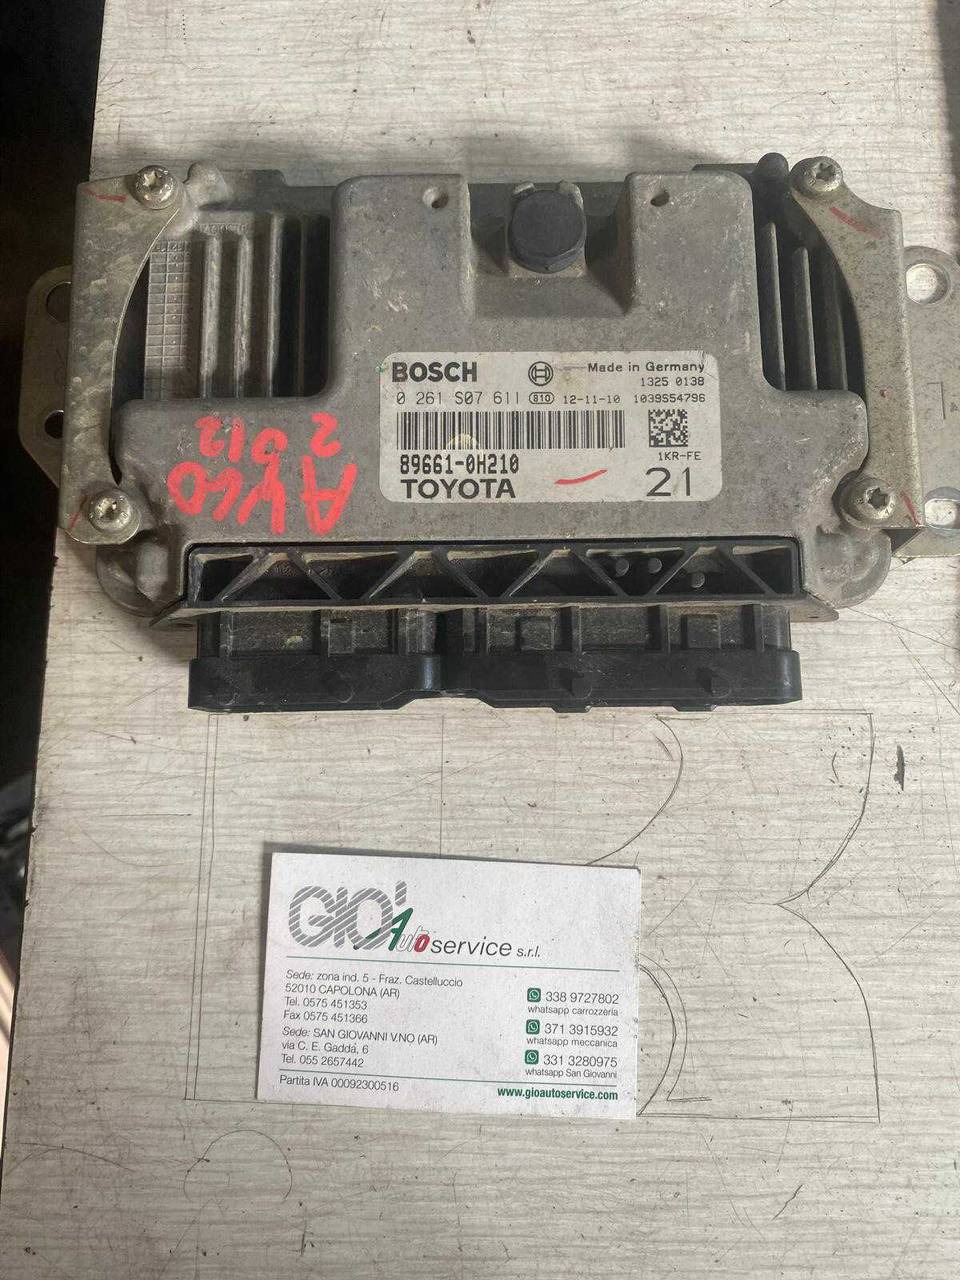 BOSCH Made in Germany
1325 0138
0 261 S07 611 810 12-11-10 1039S54796
89661-0H210 1KR-FE
TOYOTA 21
AYGO
2012
GIO' Auto service s.r.l.
Sede: zona ind. 5 - Fraz. Castelluccio
52010 CAPOLONA (AR)
Tel. 0575 451353
Fax 0575 451366
Sede: SAN GIOVANNI V.NO (AR)
via C. E. Gadda, 6
Tel. 055 2657442
Partita IVA 00092300516
338 9727802
whatsapp carrozzeria
371 3915932
whatsapp meccanica
331 3280975
whatsapp San Giovanni
www.gioautoservice.com